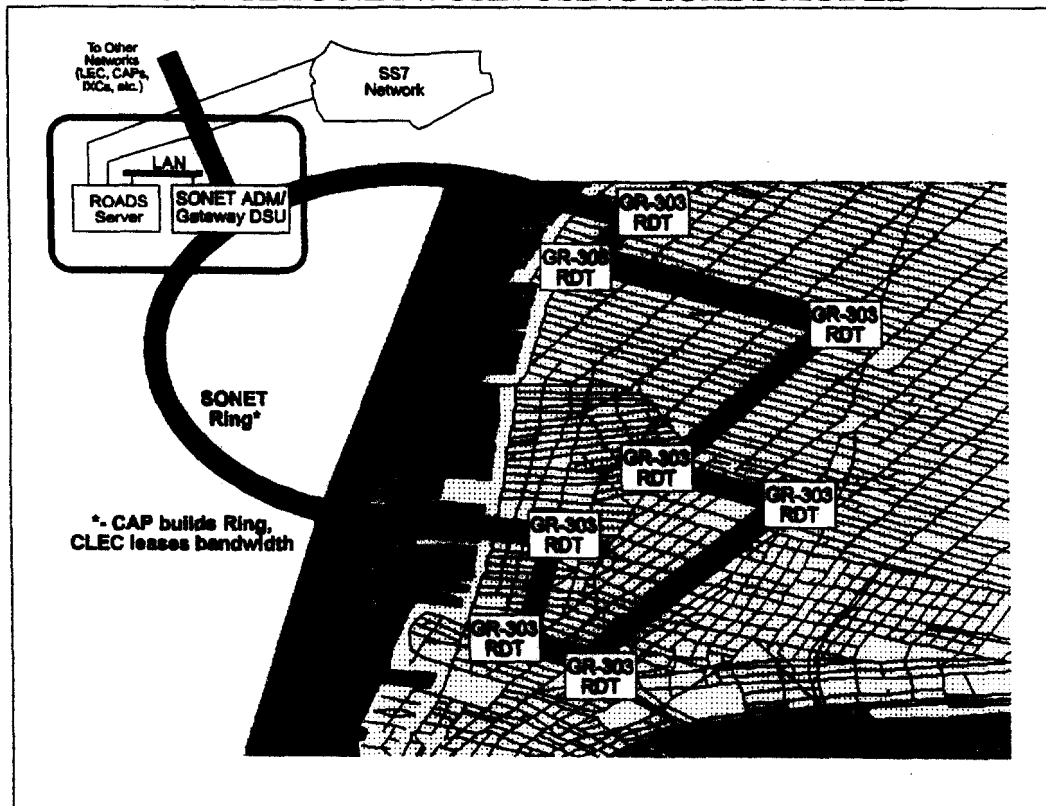 To Other
Networks
(LEC, CAPs,
IXCs, etc.)
SS7
Network
LAN
ROADS
Server
SONET ADM/
Gateway DSU
GR-303
RDT
GR-303
RDT
GR-303
RDT
SONET
Ring*
GR-303
RDT
GR-303
RDT
*- CAP builds Ring,
CLEC leases bandwidth
GR-303
RDT
GR-303
RDT
GR-303
RDT